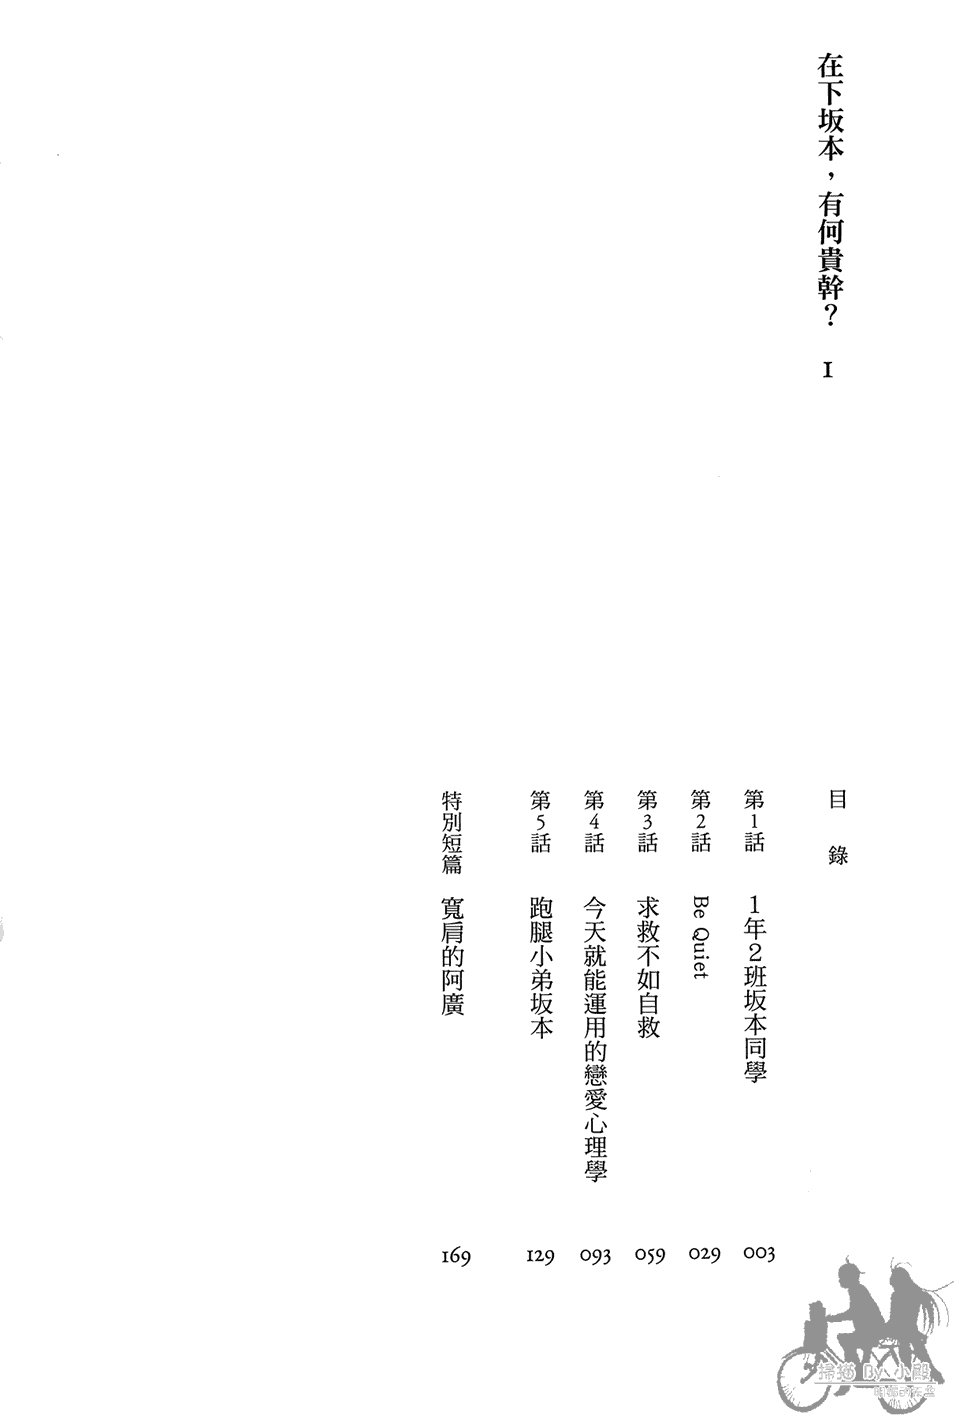 在下坂本，有何貴幹？ 1
目錄
第1話 1年2班坂本同學 003
第2話 Be Quiet 029
第3話 求救不如自救 059
第4話 今天就能運用的戀愛心理學 093
第5話 跑腿小弟坂本 129
特別短篇 寬肩的阿廣 169
掃描 By 小殿